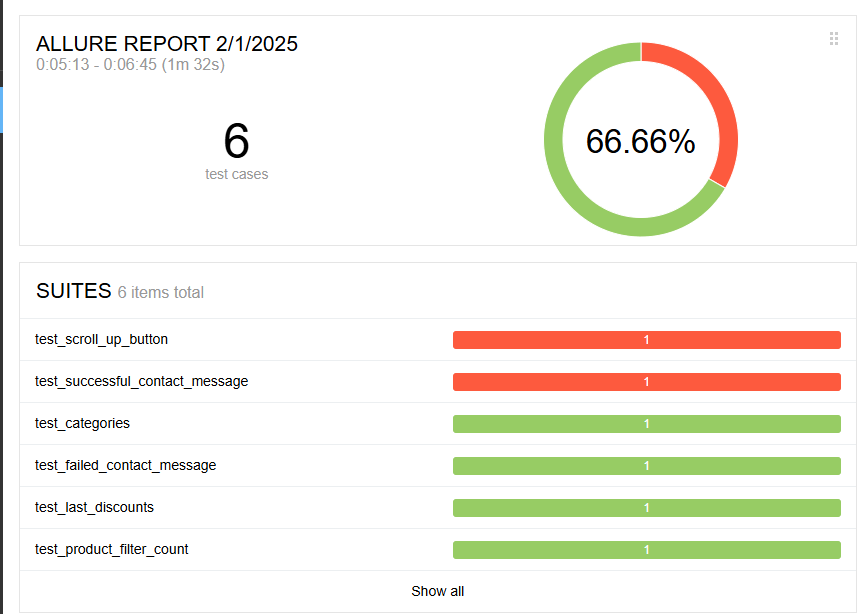 ALLURE REPORT 2/1/2025
0:05:13 - 0:06:45 (1m 32s)
6
test cases
66.66%
SUITES 6 items total
test_scroll_up_button 1
test_successful_contact_message 1
test_categories 1
test_failed_contact_message 1
test_last_discounts 1
test_product_filter_count 1
Show all